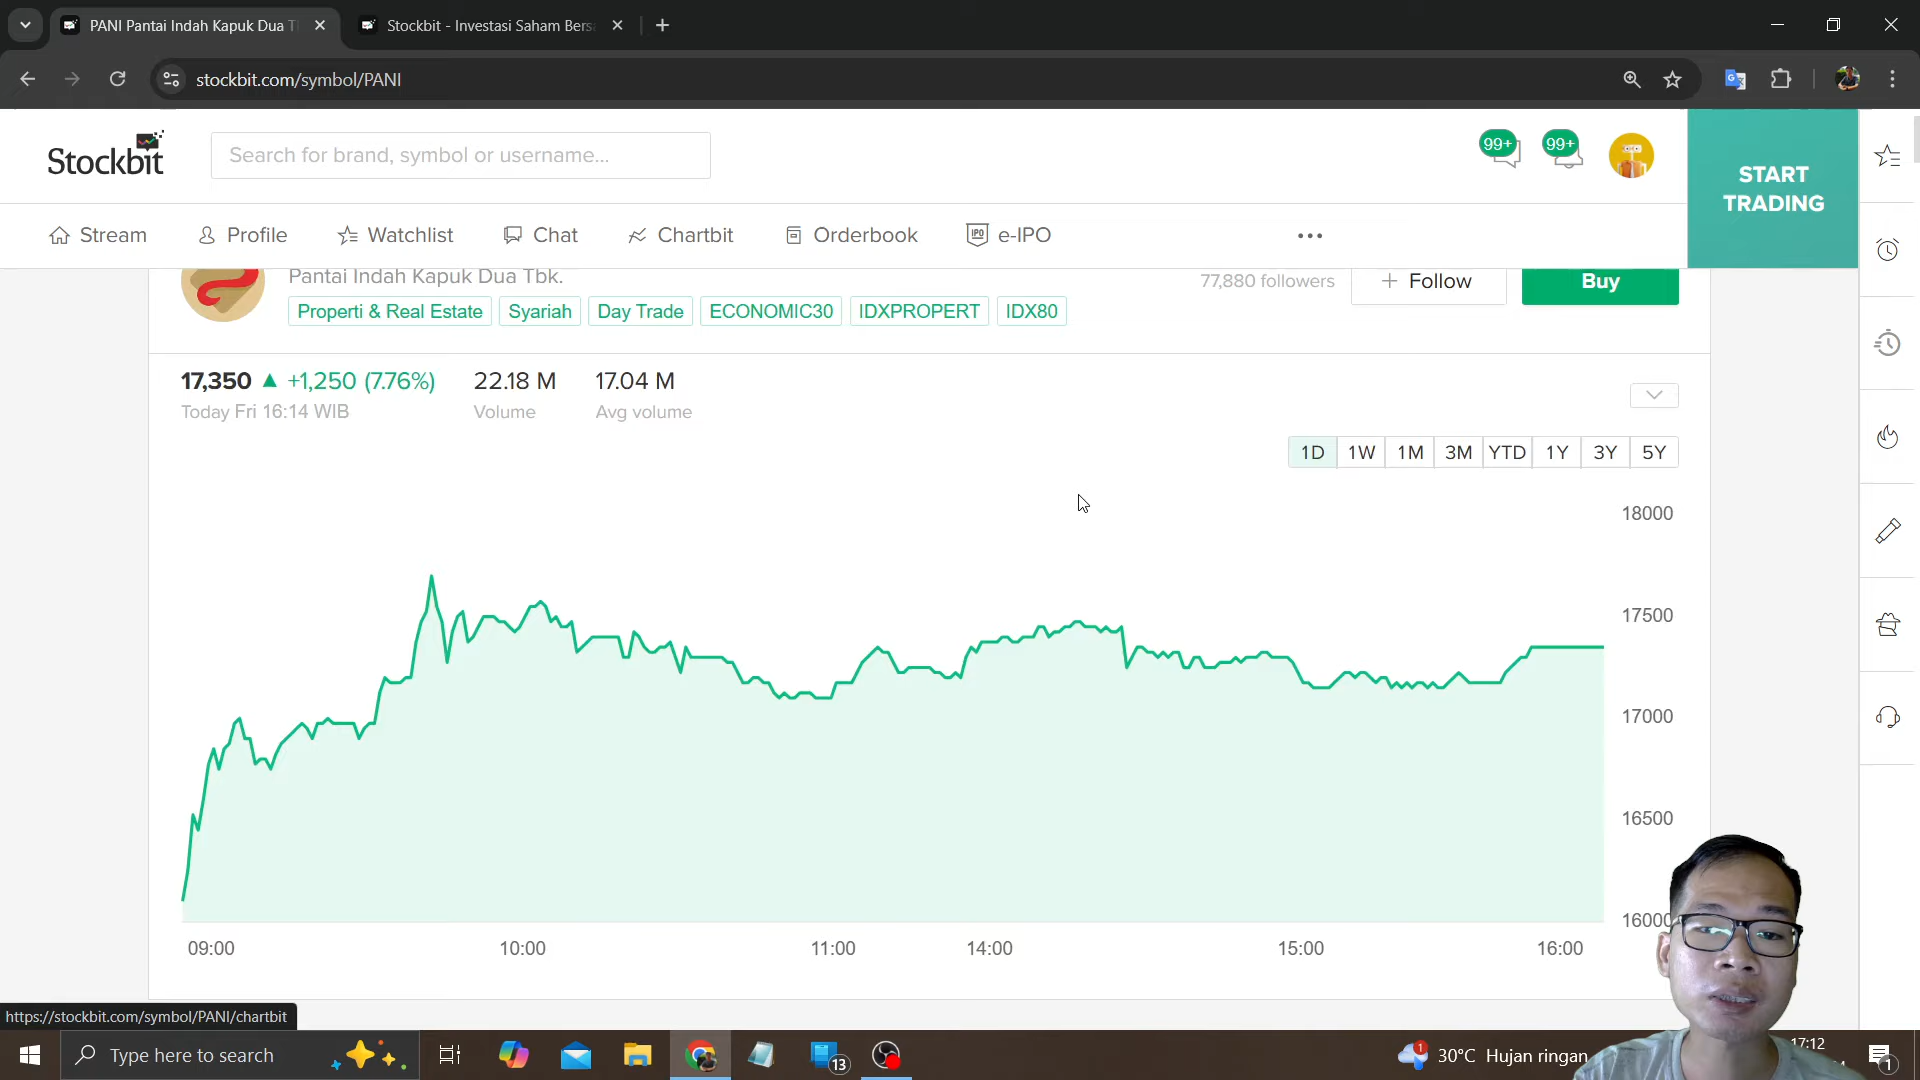 PANI Pantai Indah Kapuk Dua T
Stockbit - Investasi Saham Bers
stockbit.com/symbol/PANI
Stockbit
Search for brand, symbol or username...
99+
99+
START
TRADING
Stream
Profile
Watchlist
Chat
Chartbit
Orderbook
IPO
e-IPO
Pantai Indah Kapuk Dua Tbk.
77,880 followers
+ Follow
Buy
Properti & Real Estate
Syariah
Day Trade
ECONOMIC30
IDXPROPERT
IDX80
17,350 ▲ +1,250 (7.76%)
22.18 M
17.04 M
Today Fri 16:14 WIB
Volume
Avg volume
1D
1W
1M
3M
YTD
1Y
3Y
5Y
18000
17500
17000
16500
16000
09:00
10:00
11:00
14:00
15:00
16:00
https://stockbit.com/symbol/PANI/chartbit
Type here to search
13
1
30°C Hujan ringan
17:12
1